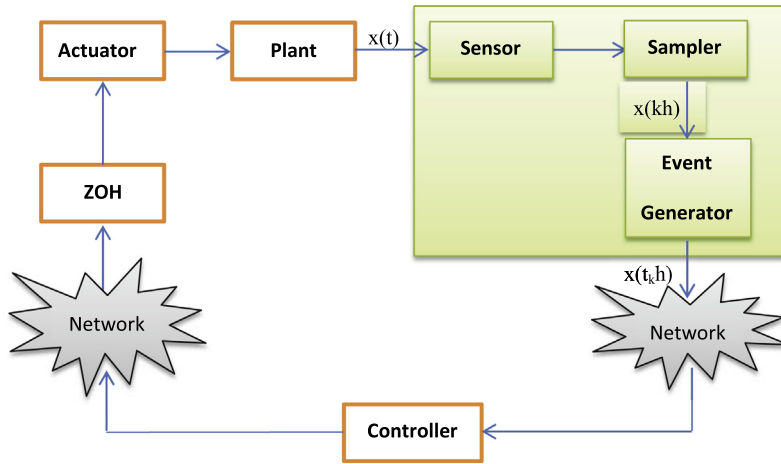 Actuator
Plant
x(t)
Sensor
Sampler
x(kh)
Event
Generator
ZOH
x(tₖh)
Network
Network
Controller